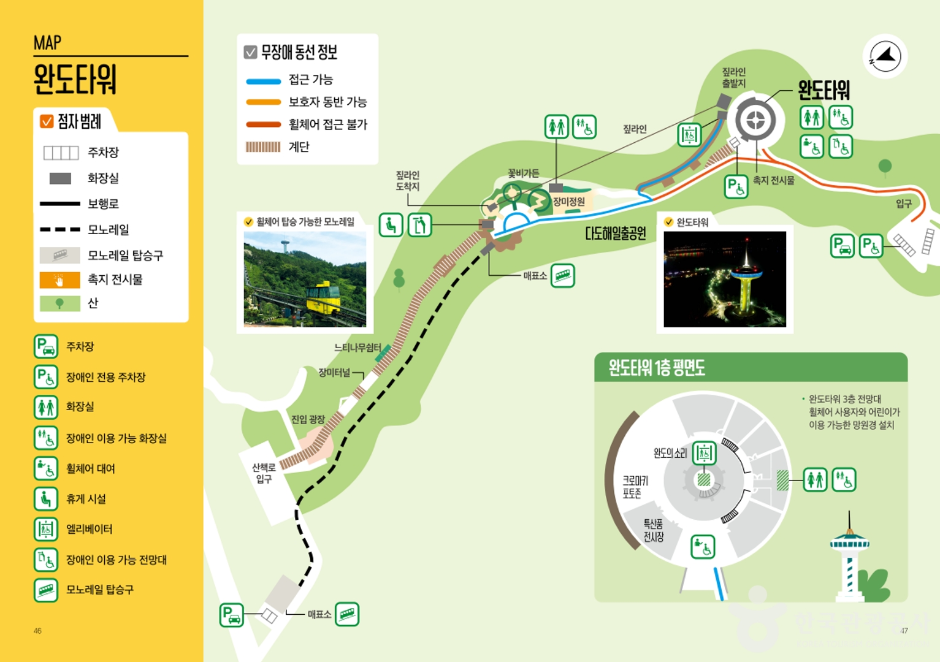 MAP
완도타워
점자 범례
주차장
화장실
보행로
모노레일
모노레일 탑승구
촉지 전시물
산
P
주차장
P
장애인 전용 주차장
화장실
장애인 이용 가능 화장실
휠체어 대여
휴게 시설
엘리베이터
장애인 이용 가능 전망대
모노레일 탑승구
46
무장애 동선 정보
접근 가능
보호자 동반 가능
휠체어 접근 불가
계단
N
짚라인
출발지
완도타워
짚라인
촉지 전시물
P
입구
P
P
짚라인
도착지
꽃비가든
장미정원
다도해일출공원
매표소
휠체어 탑승 가능한 모노레일
완도타워
느티나무쉼터
장미터널
진입 광장
산책로
입구
P
매표소
완도타워 1층 평면도
• 완도타워 3층 전망대
휠체어 사용자와 어린이가
이용 가능한 망원경 설치
완도의 소리
크로마키
포토존
특산품
전시장
한국관광공사
47